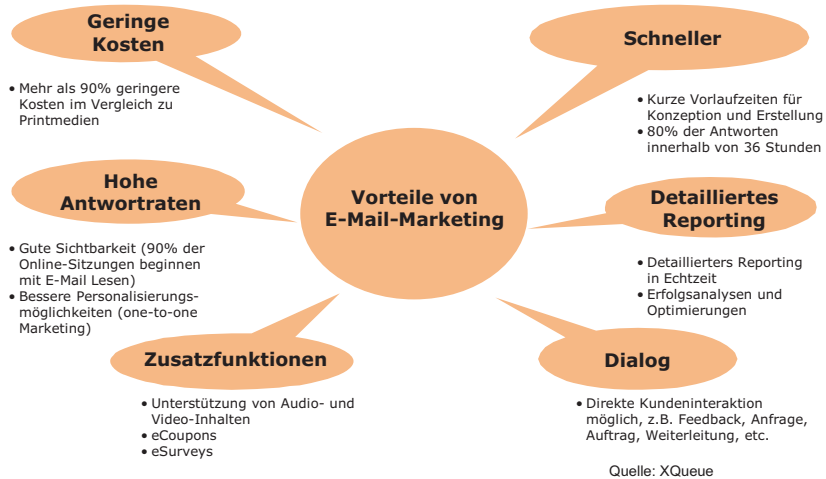 Geringe
Kosten
• Mehr als 90% geringere
Kosten im Vergleich zu
Printmedien
Schneller
• Kurze Vorlaufzeiten für
Konzeption und Erstellung
• 80% der Antworten
innerhalb von 36 Stunden
Vorteile von
E-Mail-Marketing
Hohe
Antwortraten
• Gute Sichtbarkeit (90% der
Online-Sitzungen beginnen
mit E-Mail Lesen)
• Bessere Personalisierungs-
möglichkeiten (one-to-one
Marketing)
Detailliertes
Reporting
• Detaillierters Reporting
in Echtzeit
• Erfolgsanalysen und
Optimierungen
Zusatzfunktionen
• Unterstützung von Audio- und
Video-Inhalten
• eCoupons
• eSurveys
Dialog
• Direkte Kundeninteraktion
möglich, z.B. Feedback, Anfrage,
Auftrag, Weiterleitung, etc.
Quelle: XQueue